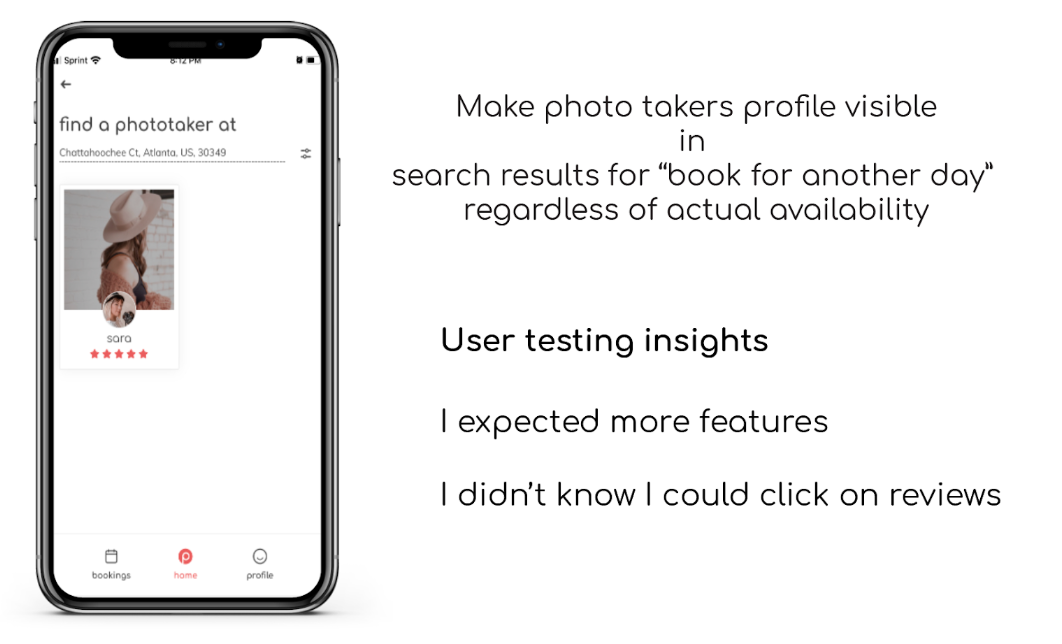 Sprint
8:12 PM
find a phototaker at
Chattahoochee Ct, Atlanta, US, 30349
sara
bookings
home
profile
Make photo takers profile visible
in
search results for “book for another day”
regardless of actual availability
User testing insights
I expected more features
I didn’t know I could click on reviews